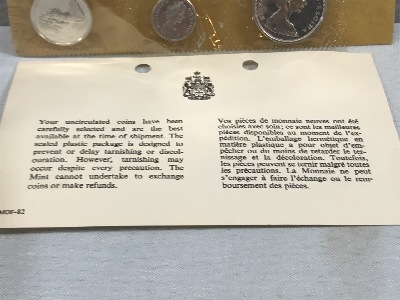 Your uncirculated coins have been
carefully selected and are the best
available at the time of shipment. The
sealed plastic package is designed to
prevent or delay tarnishing or discol-
ouration. However, tarnishing may
occur despite every precaution. The
Mint cannot undertake to exchange
coins or make refunds.
Vos pièces de monnaie neuves ont été
choisies avec soin; ce sont les meilleures
pièces disponibles au moment de l'ex-
pédition. L'emballage hermétique en
matière plastique a pour objet d'em-
pêcher ou du moins de retarder le ter-
nissage et la décoloration. Toutefois,
les pièces peuvent se ternir malgré toutes
les précautions. La Monnaie ne peut
s'engager à faire l'échange ou le rem-
boursement des pièces.
MOF-82